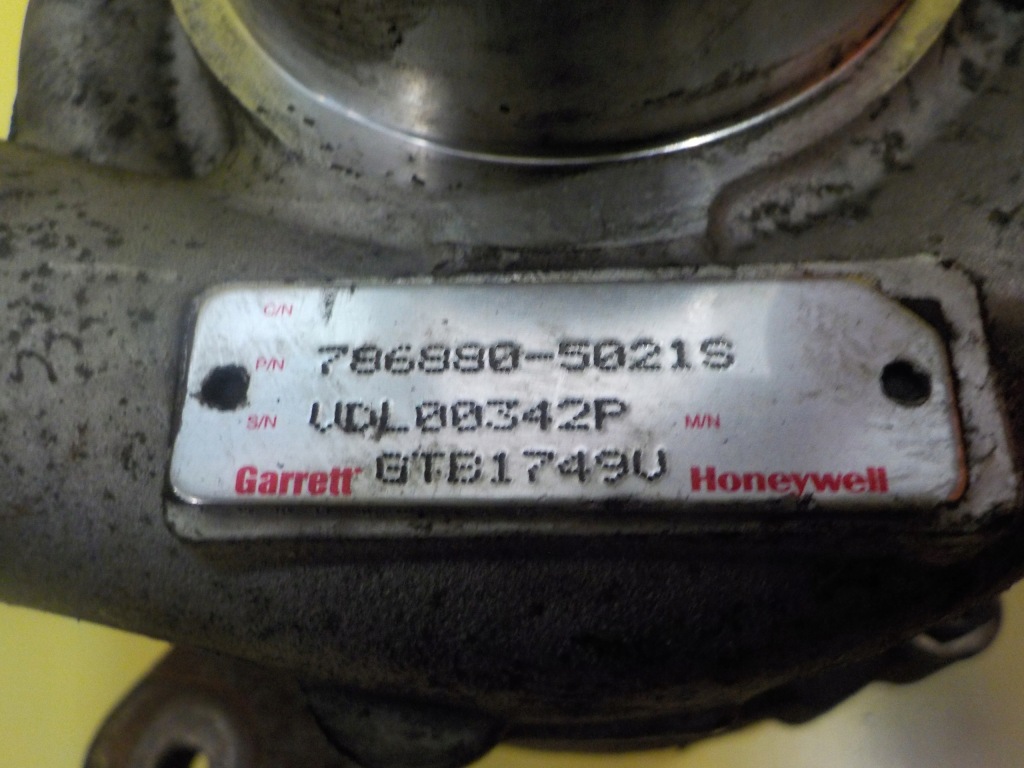 C/N
P/N 786880-5021S
S/N VDL00342P M/N
Garrett GTB1749V Honeywell